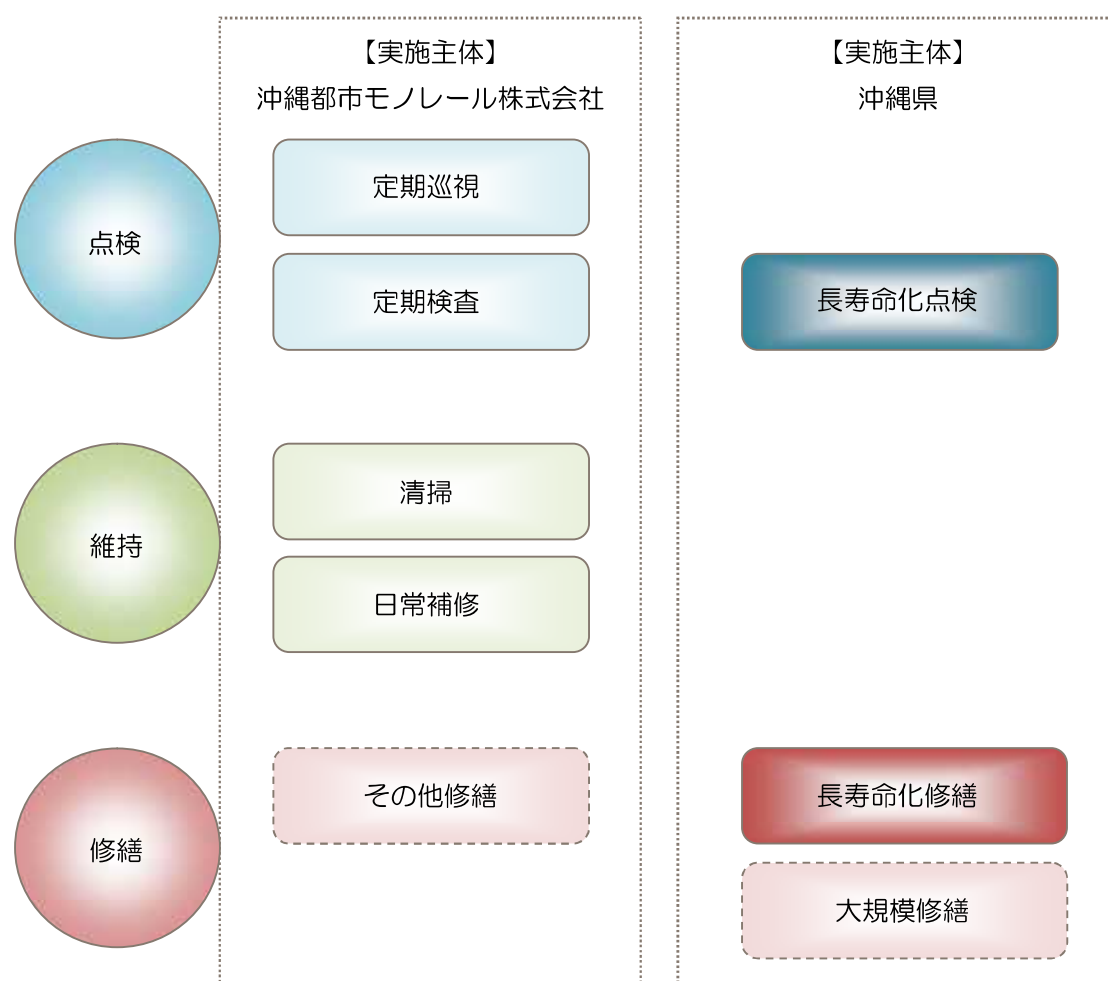 【実施主体】
沖縄都市モノレール株式会社
【実施主体】
沖縄県
点検
定期巡視
定期検査
長寿命化点検
維持
清掃
日常補修
修繕
その他修繕
長寿命化修繕
大規模修繕